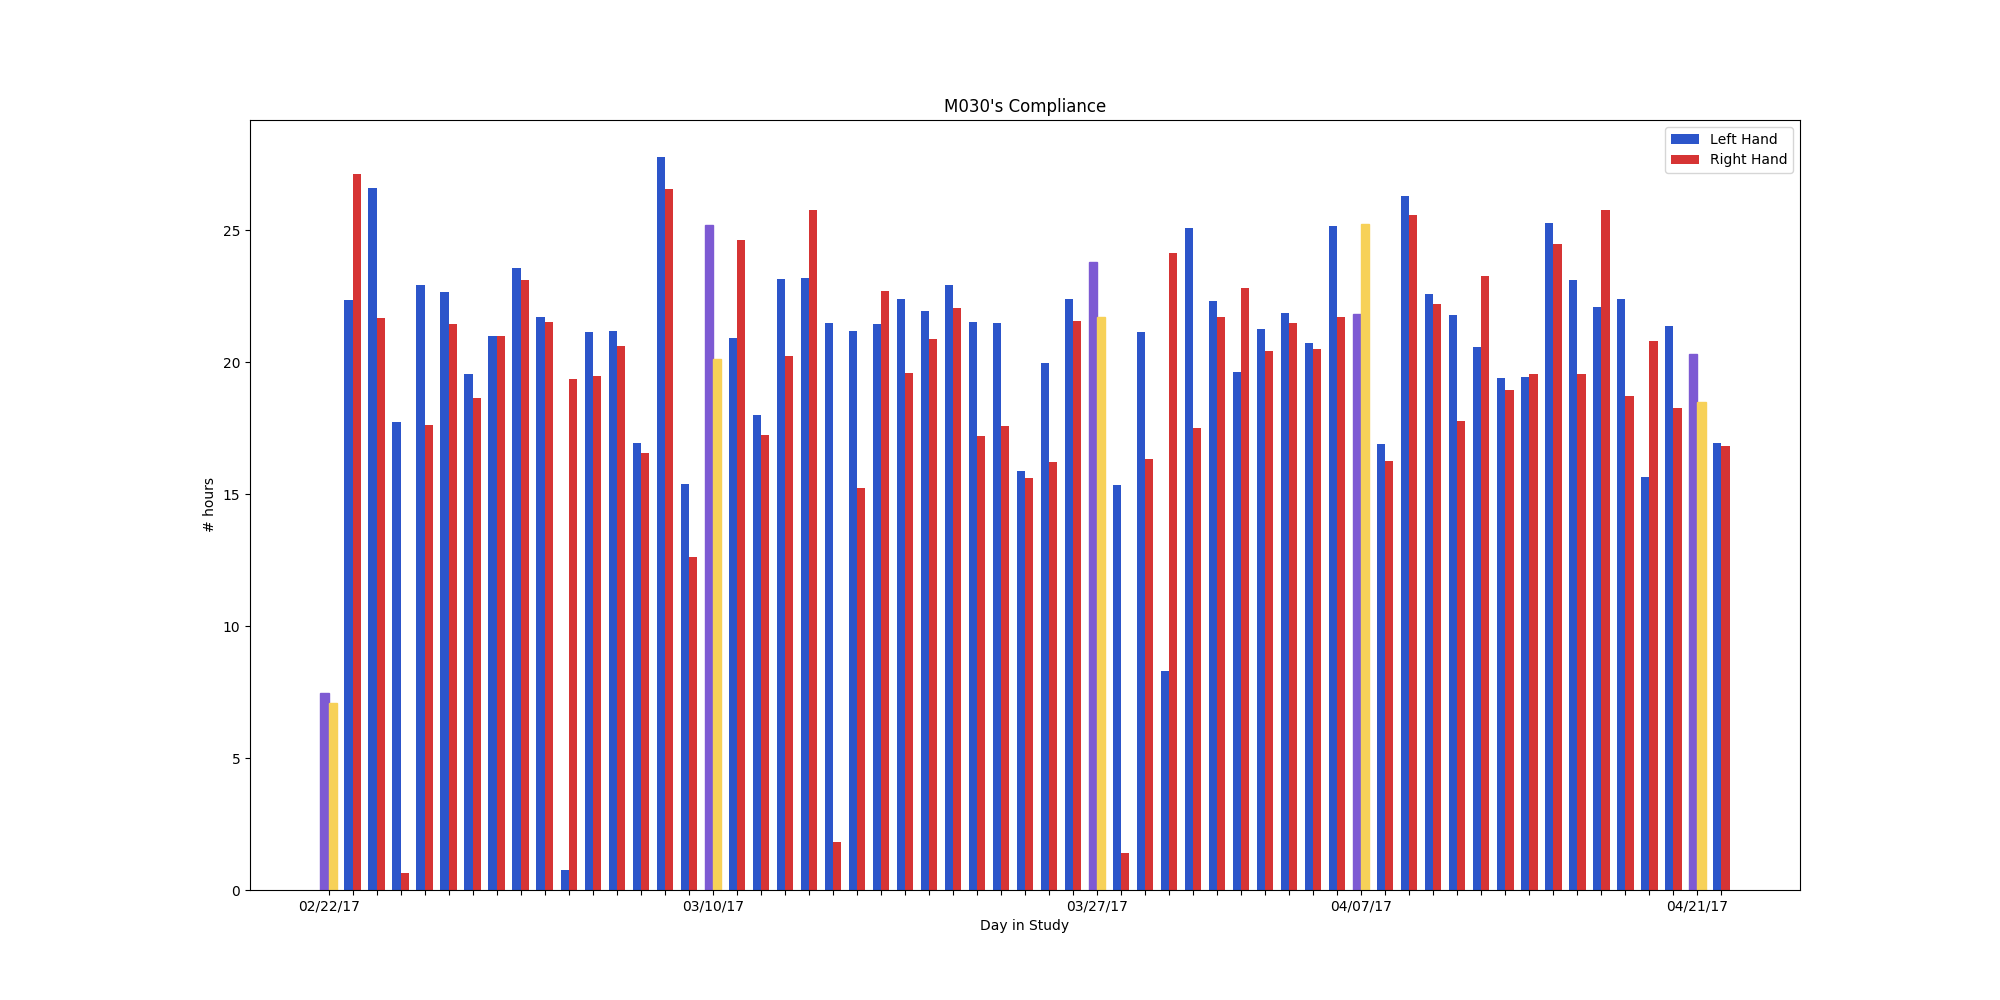 M030's Compliance
Left Hand
Right Hand
# hours
25
20
15
10
5
0
02/22/17
03/10/17
03/27/17
04/07/17
04/21/17
Day in Study